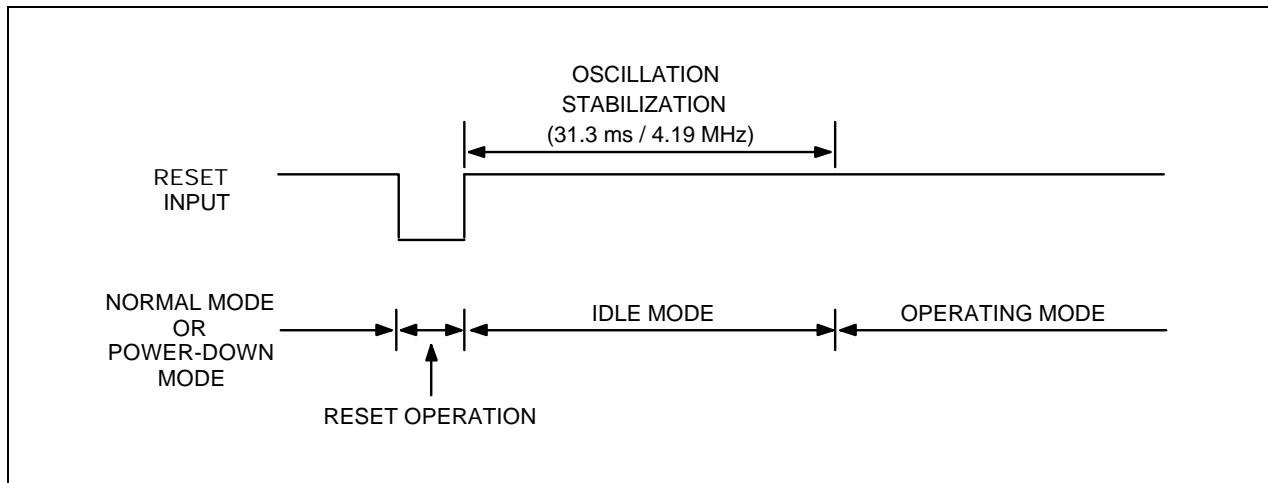 OSCILLATION
STABILIZATION
(31.3 ms / 4.19 MHz)
RESET
INPUT
NORMAL MODE
OR
POWER-DOWN
MODE
IDLE MODE
OPERATING MODE
RESET OPERATION